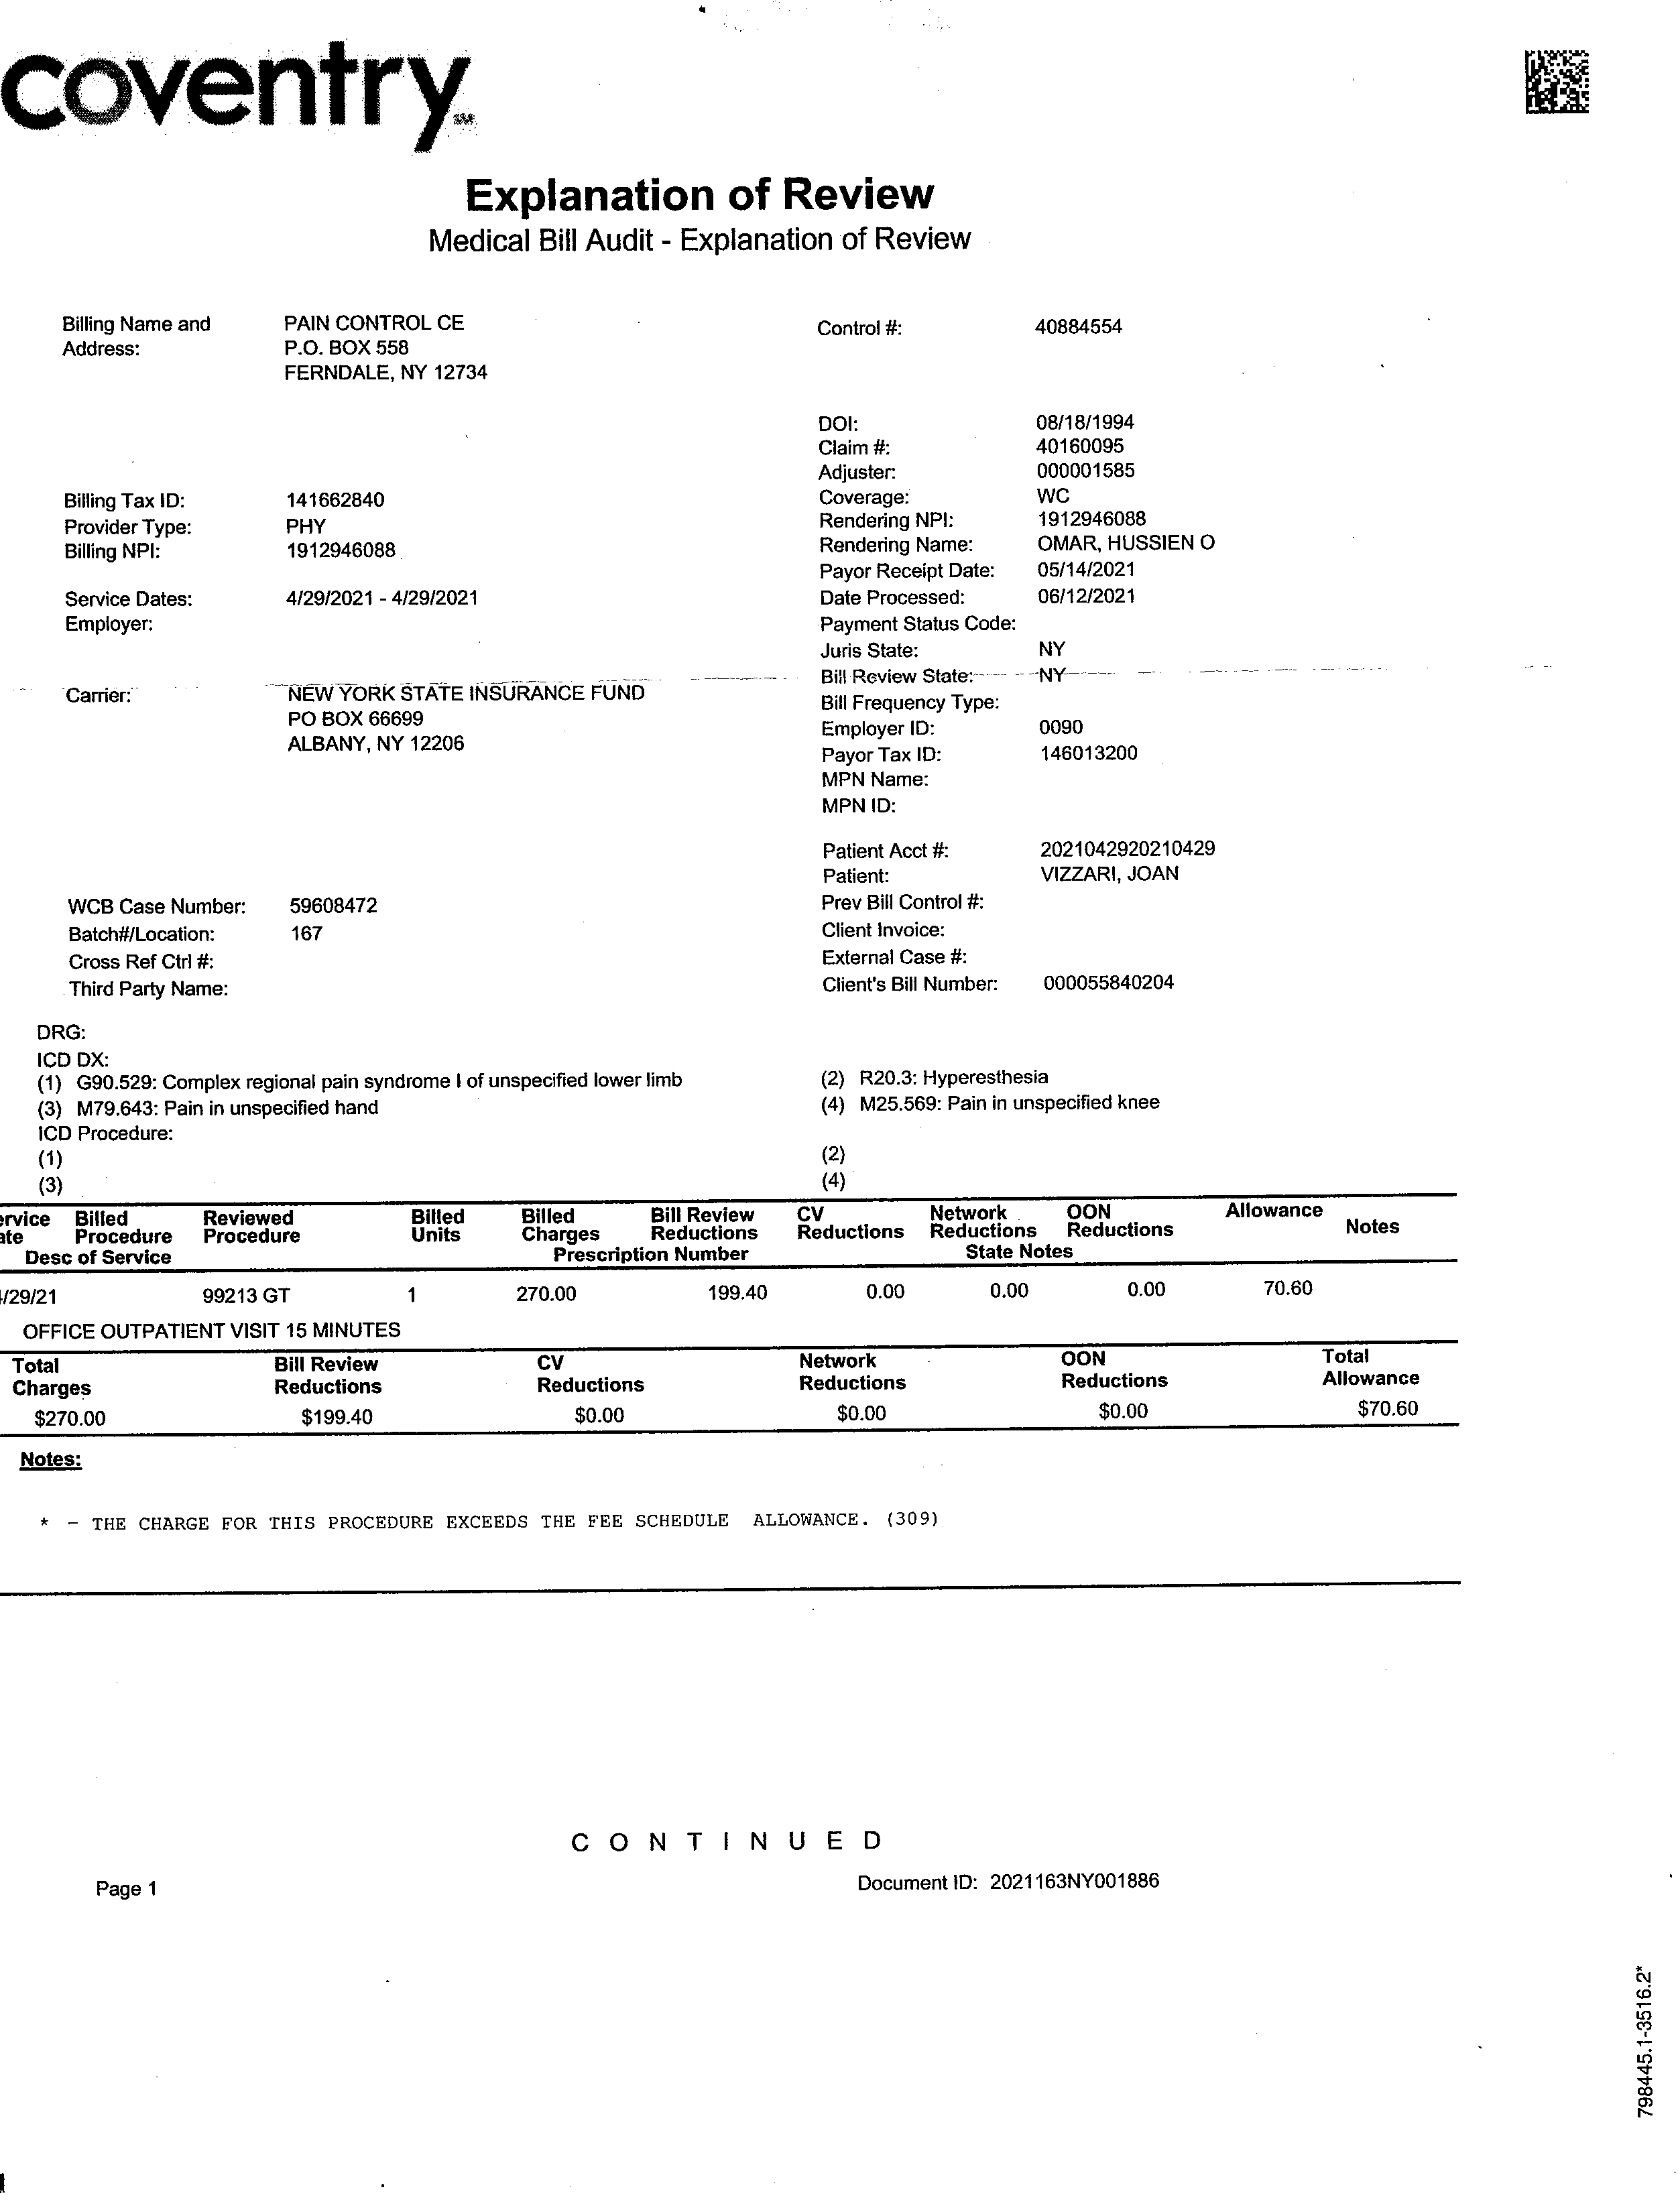 coventry SM
Explanation of Review
Medical Bill Audit - Explanation of Review
Billing Name and Address: PAIN CONTROL CE
P.O. BOX 558
FERNDALE, NY 12734
Control #: 40884554
DOI: 08/18/1994
Claim #: 40160095
Adjuster: 000001585
Billing Tax ID: 141662840
Coverage: WC
Provider Type: PHY
Rendering NPI: 1912946088
Billing NPI: 1912946088
Rendering Name: OMAR, HUSSIEN O
Payor Receipt Date: 05/14/2021
Service Dates: 4/29/2021 - 4/29/2021
Date Processed: 06/12/2021
Employer:
Payment Status Code:
Juris State: NY
Bill Review State: NY
Carrier: NEW YORK STATE INSURANCE FUND
PO BOX 66699
ALBANY, NY 12206
Bill Frequency Type:
Employer ID: 0090
Payor Tax ID: 146013200
MPN Name:
MPN ID:
Patient Acct #: 2021042920210429
Patient: VIZZARI, JOAN
WCB Case Number: 59608472
Prev Bill Control #:
Batch#/Location: 167
Client Invoice:
Cross Ref Ctrl #:
External Case #:
Third Party Name:
Client's Bill Number: 000055840204
DRG:
ICD DX:
(1) G90.529: Complex regional pain syndrome I of unspecified lower limb (2) R20.3: Hyperesthesia
(3) M79.643: Pain in unspecified hand (4) M25.569: Pain in unspecified knee
ICD Procedure:
(1) (2)
(3) (4)
ervice Billed Reviewed Billed Billed Bill Review CV Network OON Allowance
ate Procedure Procedure Units Charges Reductions Reductions Reductions Reductions Notes
Desc of Service Prescription Number State Notes
/29/21 99213 GT 1 270.00 199.40 0.00 0.00 0.00 70.60
OFFICE OUTPATIENT VISIT 15 MINUTES
Total Bill Review CV Network OON Total
Charges Reductions Reductions Reductions Reductions Allowance
$270.00 $199.40 $0.00 $0.00 $0.00 $70.60
Notes:
* - THE CHARGE FOR THIS PROCEDURE EXCEEDS THE FEE SCHEDULE ALLOWANCE. (309)
CONTINUED
Page 1
Document ID: 2021163NY001886
798445.1-3516.2*